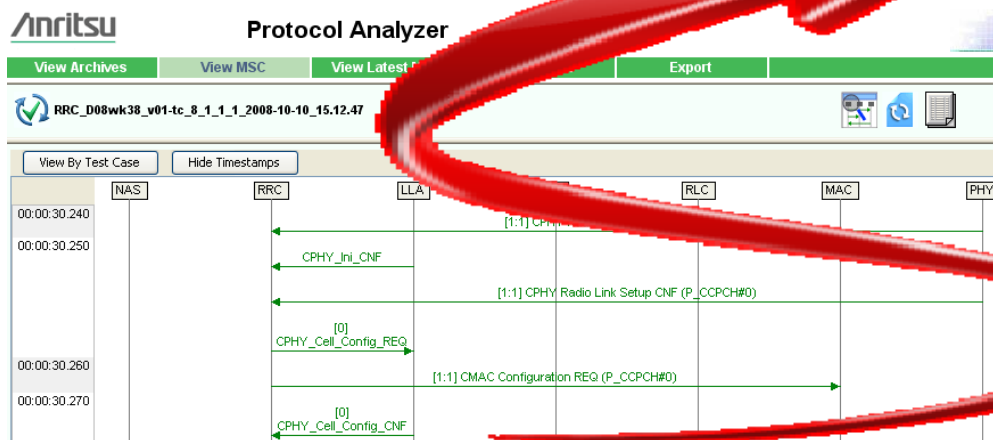 Anritsu
Protocol Analyzer
View Archives View MSC View Latest Export
RRC_D08wk38_v01-tc_8_1_1_1_2008-10-10_15.12.47
View By Test Case Hide Timestamps
NAS RRC LLA RLC MAC PHY
00:00:30.240
[1:1]
00:00:30.250
CPHY_Ini_CNF
[1:1] CPHY Radio Link Setup CNF (P_CCPCH#0)
[0]
CPHY_Cell_Config_REQ
00:00:30.260
[1:1] CMAC Configuration REQ (P_CCPCH#0)
00:00:30.270
[0]
CPHY_Cell_Config_CNF